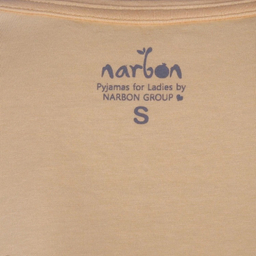 narbon
Pyjamas for Ladies by
NARBON GROUP
S